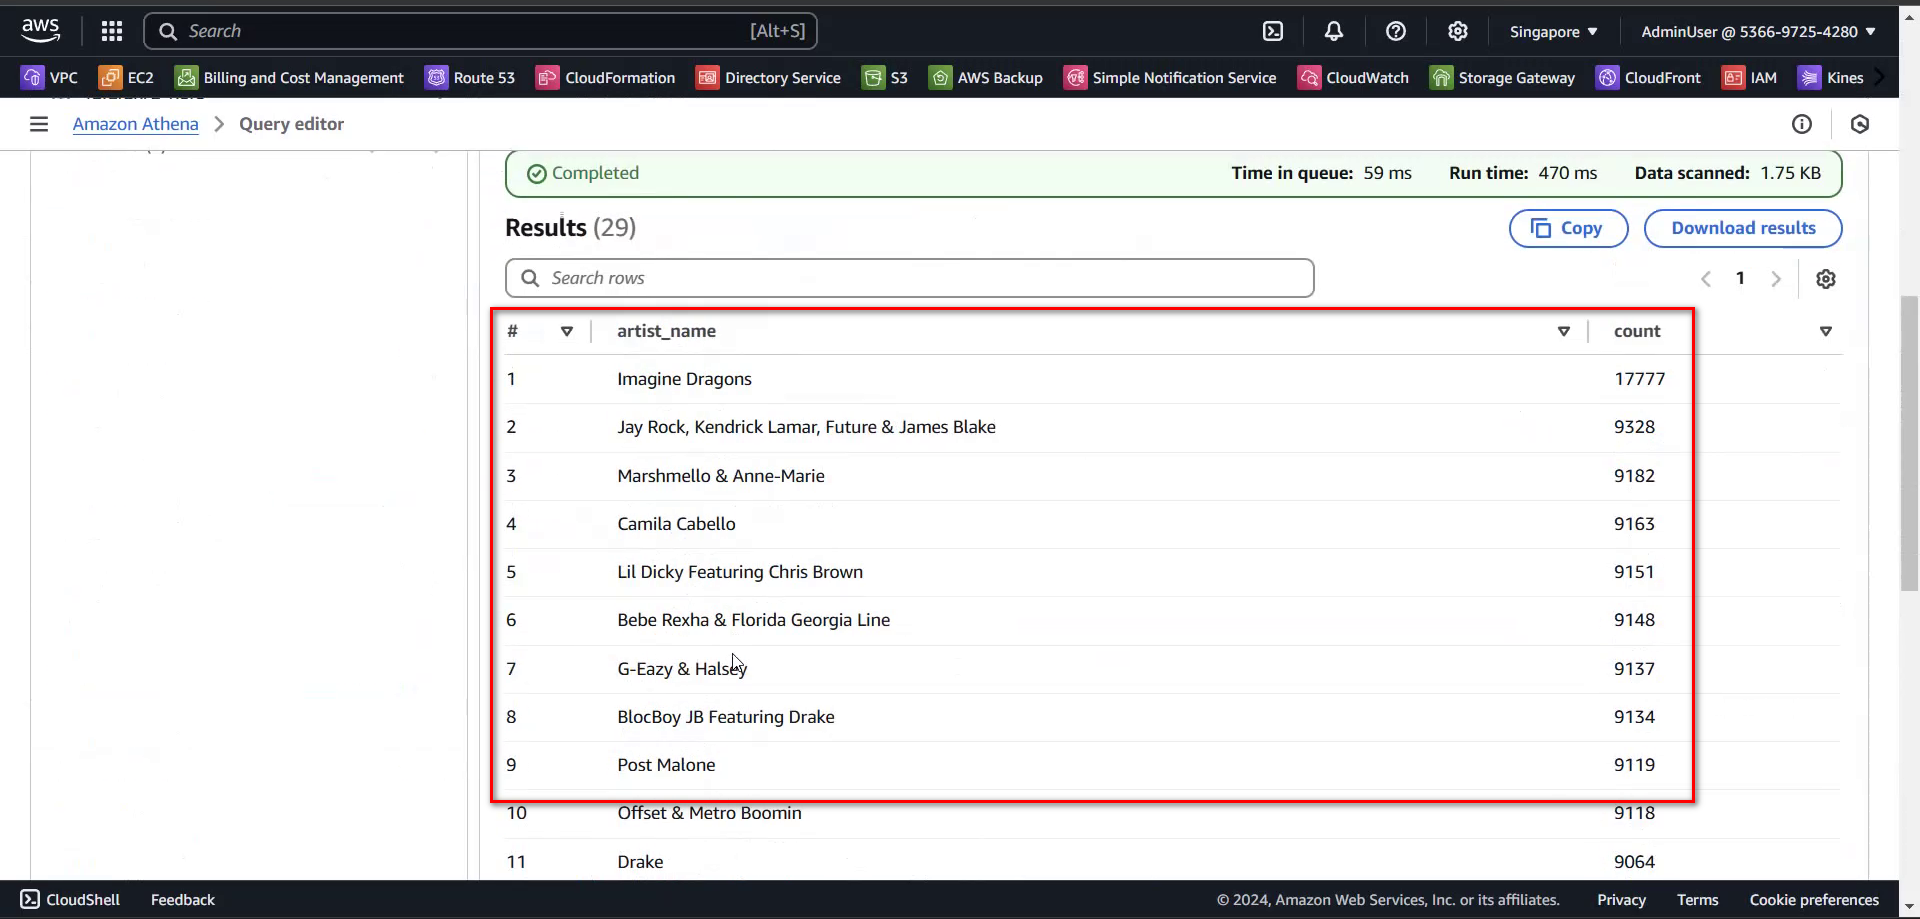 aws
Search [Alt+S]
Singapore
AdminUser @ 5366-9725-4280
VPC EC2 Billing and Cost Management Route 53 CloudFormation Directory Service S3 AWS Backup Simple Notification Service CloudWatch Storage Gateway CloudFront IAM Kines
Amazon Athena > Query editor
Completed Time in queue: 59 ms Run time: 470 ms Data scanned: 1.75 KB
Results (29) Copy Download results
Search rows 1
# artist_name count
1 Imagine Dragons 17777
2 Jay Rock, Kendrick Lamar, Future & James Blake 9328
3 Marshmello & Anne-Marie 9182
4 Camila Cabello 9163
5 Lil Dicky Featuring Chris Brown 9151
6 Bebe Rexha & Florida Georgia Line 9148
7 G-Eazy & Halsey 9137
8 BlocBoy JB Featuring Drake 9134
9 Post Malone 9119
10 Offset & Metro Boomin 9118
11 Drake 9064
CloudShell Feedback © 2024, Amazon Web Services, Inc. or its affiliates. Privacy Terms Cookie preferences